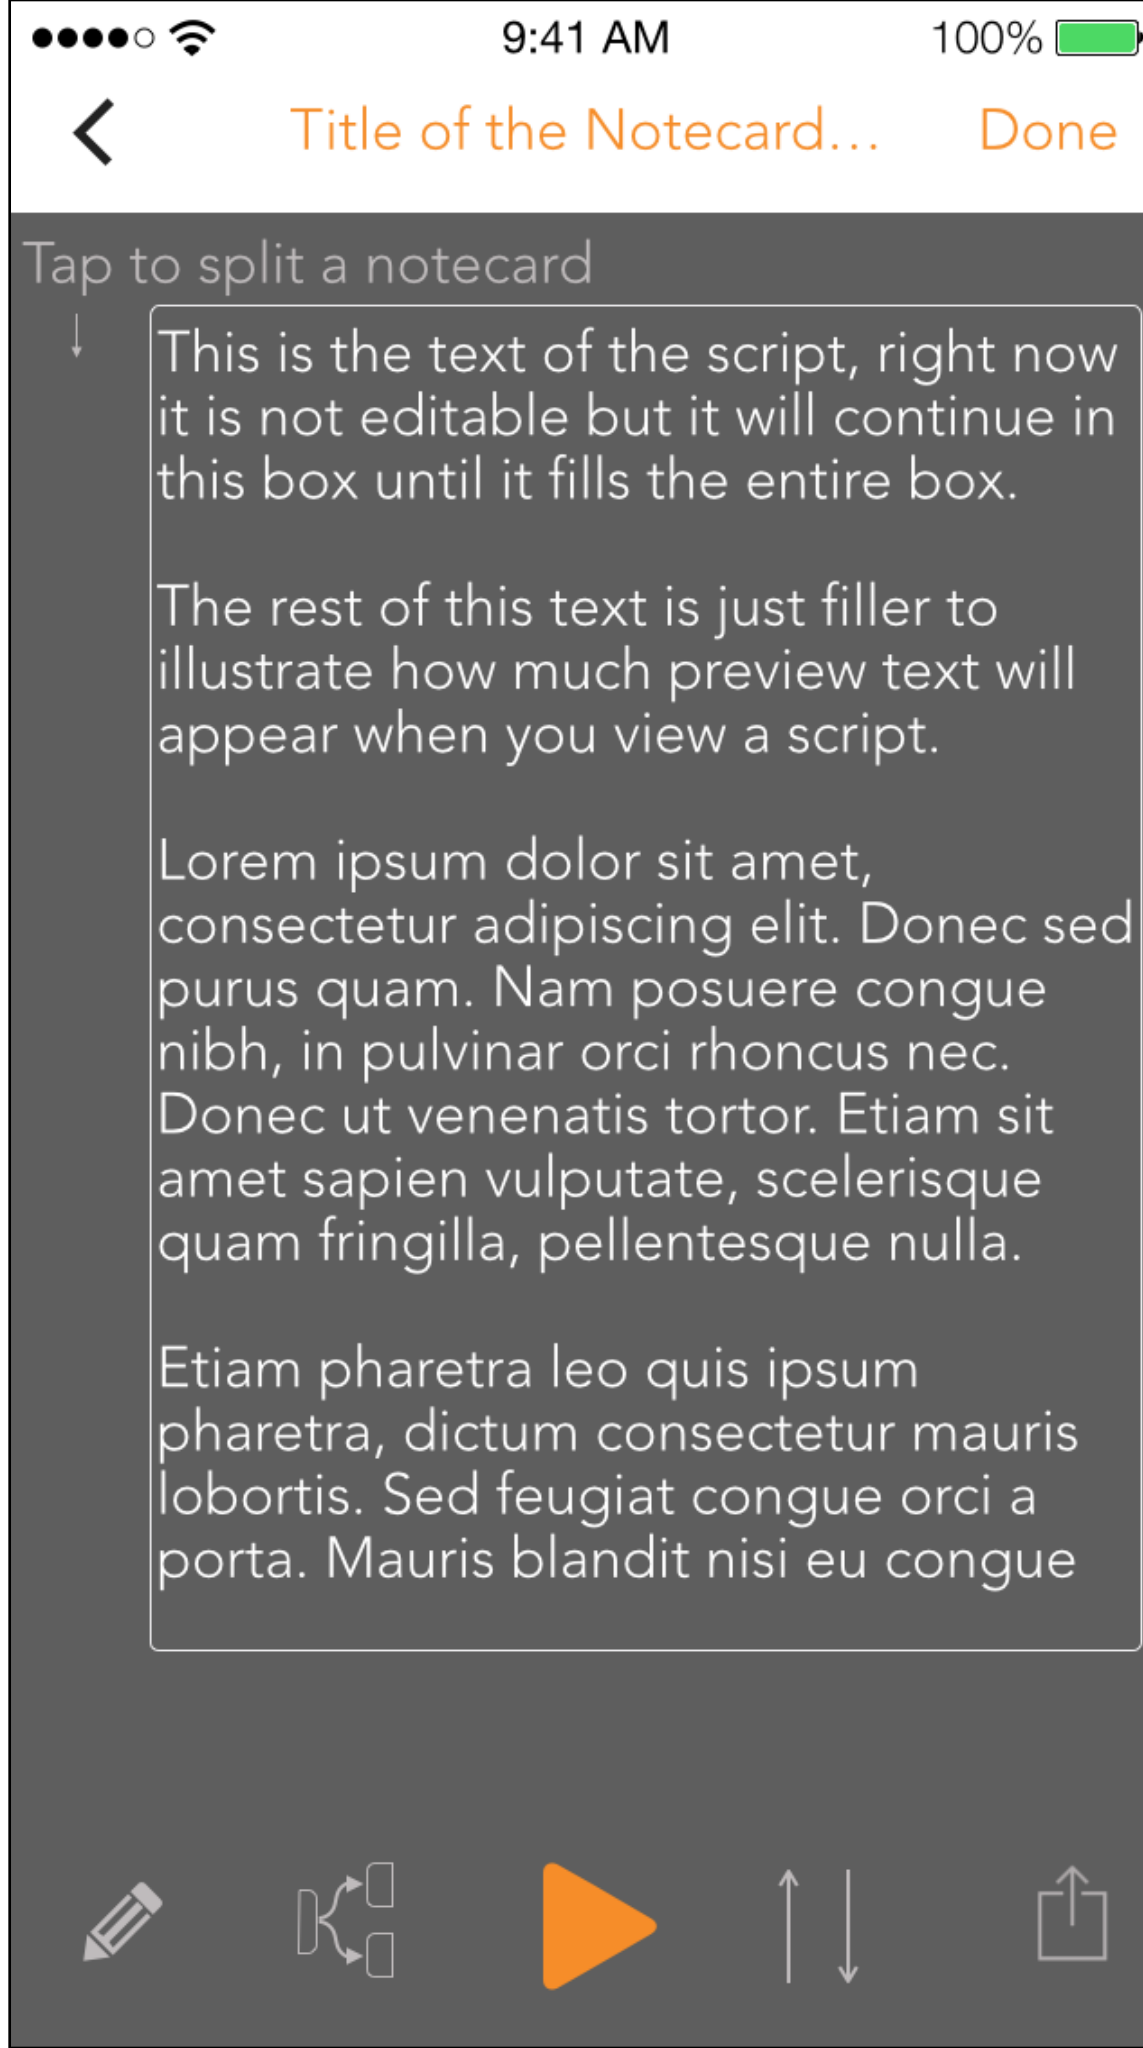 9:41 AM
100%
Title of the Notecard...
Done
Tap to split a notecard
This is the text of the script, right now
it is not editable but it will continue in
this box until it fills the entire box.
The rest of this text is just filler to
illustrate how much preview text will
appear when you view a script.
Lorem ipsum dolor sit amet,
consectetur adipiscing elit. Donec sed
purus quam. Nam posuere congue
nibh, in pulvinar orci rhoncus nec.
Donec ut venenatis tortor. Etiam sit
amet sapien vulputate, scelerisque
quam fringilla, pellentesque nulla.
Etiam pharetra leo quis ipsum
pharetra, dictum consectetur mauris
lobortis. Sed feugiat congue orci a
porta. Mauris blandit nisi eu congue